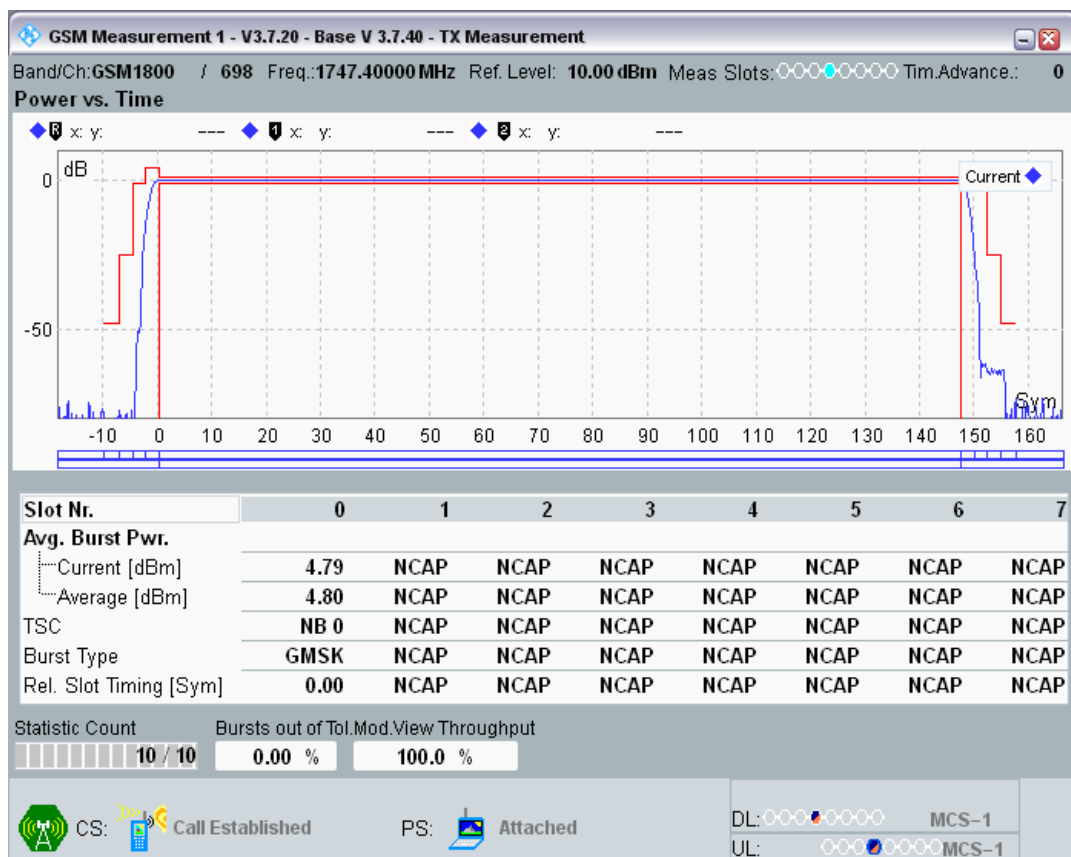 GSM Measurement 1 - V3.7.20 - Base V 3.7.40 - TX Measurement
Band/Ch:GSM1800 / 698 Freq.:1747.40000 MHz Ref. Level: 10.00 dBm Meas Slots: Tim.Advance.: 0
Power vs. Time
R x: y: --- 1 x: y: --- 2 x: y: ---
dB
Current
0
-50
Sym
-10 0 10 20 30 40 50 60 70 80 90 100 110 120 130 140 150 160
Slot Nr. 0 1 2 3 4 5 6 7
Avg. Burst Pwr.
Current [dBm] 4.79 NCAP NCAP NCAP NCAP NCAP NCAP NCAP
Average [dBm] 4.80 NCAP NCAP NCAP NCAP NCAP NCAP NCAP
TSC NB 0 NCAP NCAP NCAP NCAP NCAP NCAP NCAP
Burst Type GMSK NCAP NCAP NCAP NCAP NCAP NCAP NCAP
Rel. Slot Timing [Sym] 0.00 NCAP NCAP NCAP NCAP NCAP NCAP NCAP
Statistic Count Bursts out of Tol.Mod.View Throughput
10 / 10 0.00 % 100.0 %
CS: Call Established PS: Attached DL: MCS-1
UL: MCS-1